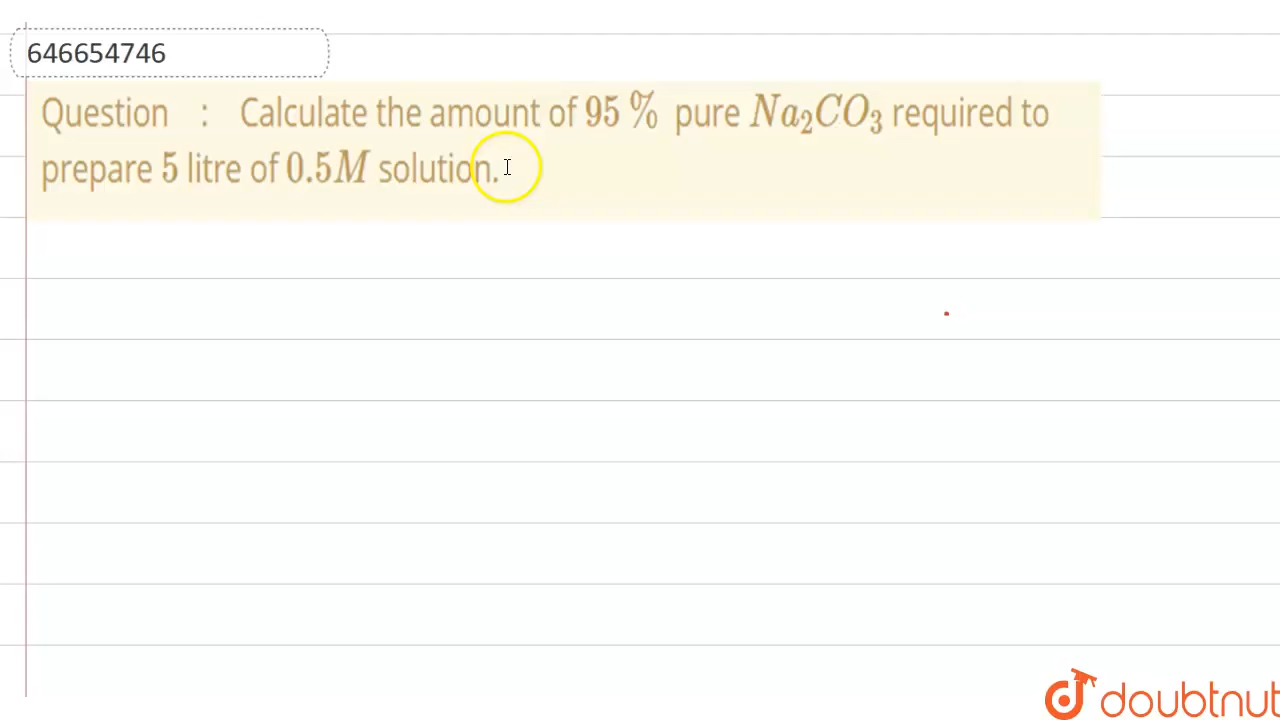 646654746
Question : Calculate the amount of 95 % pure Na₂CO₃ required to
prepare 5 litre of 0.5M solution.
doubtnut